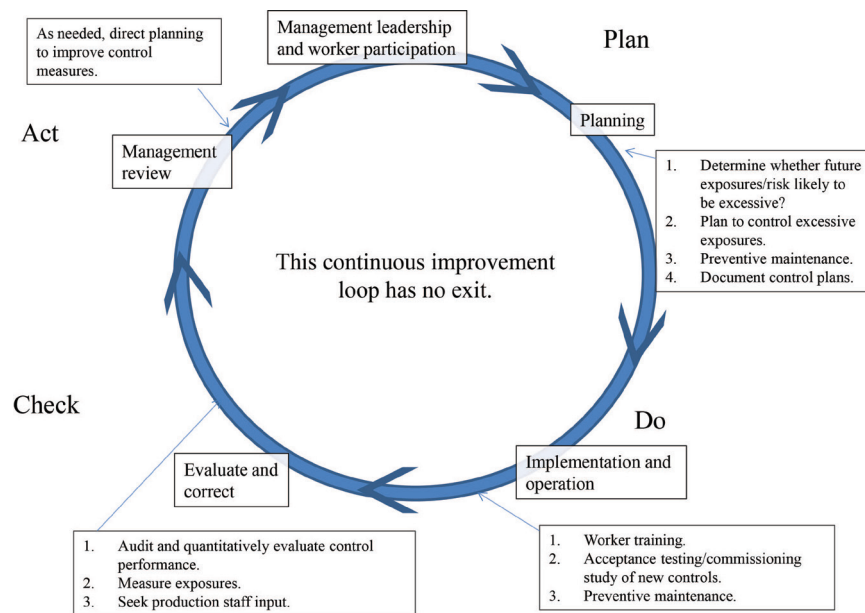 Management leadership
and worker participation
Plan
As needed, direct planning
to improve control
measures.
Act
Planning
Management
review
1. Determine whether future
exposures/risk likely to
be excessive?
2. Plan to control excessive
exposures.
3. Preventive maintenance.
4. Document control plans.
This continuous improvement
loop has no exit.
Check
Do
Evaluate and
correct
Implementation and
operation
1. Audit and quantitatively evaluate control
performance.
2. Measure exposures.
3. Seek production staff input.
1. Worker training.
2. Acceptance testing/commissioning
study of new controls.
3. Preventive maintenance.